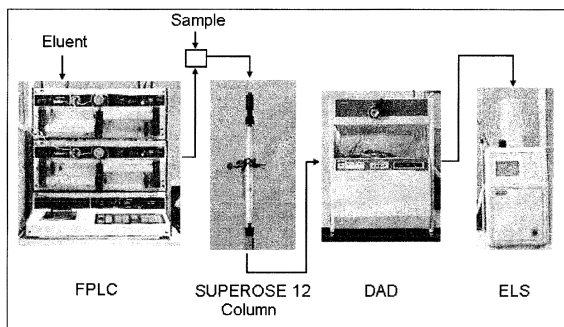 Sample
Eluent
FPLC
SUPEROSE 12
Column
DAD
ELS